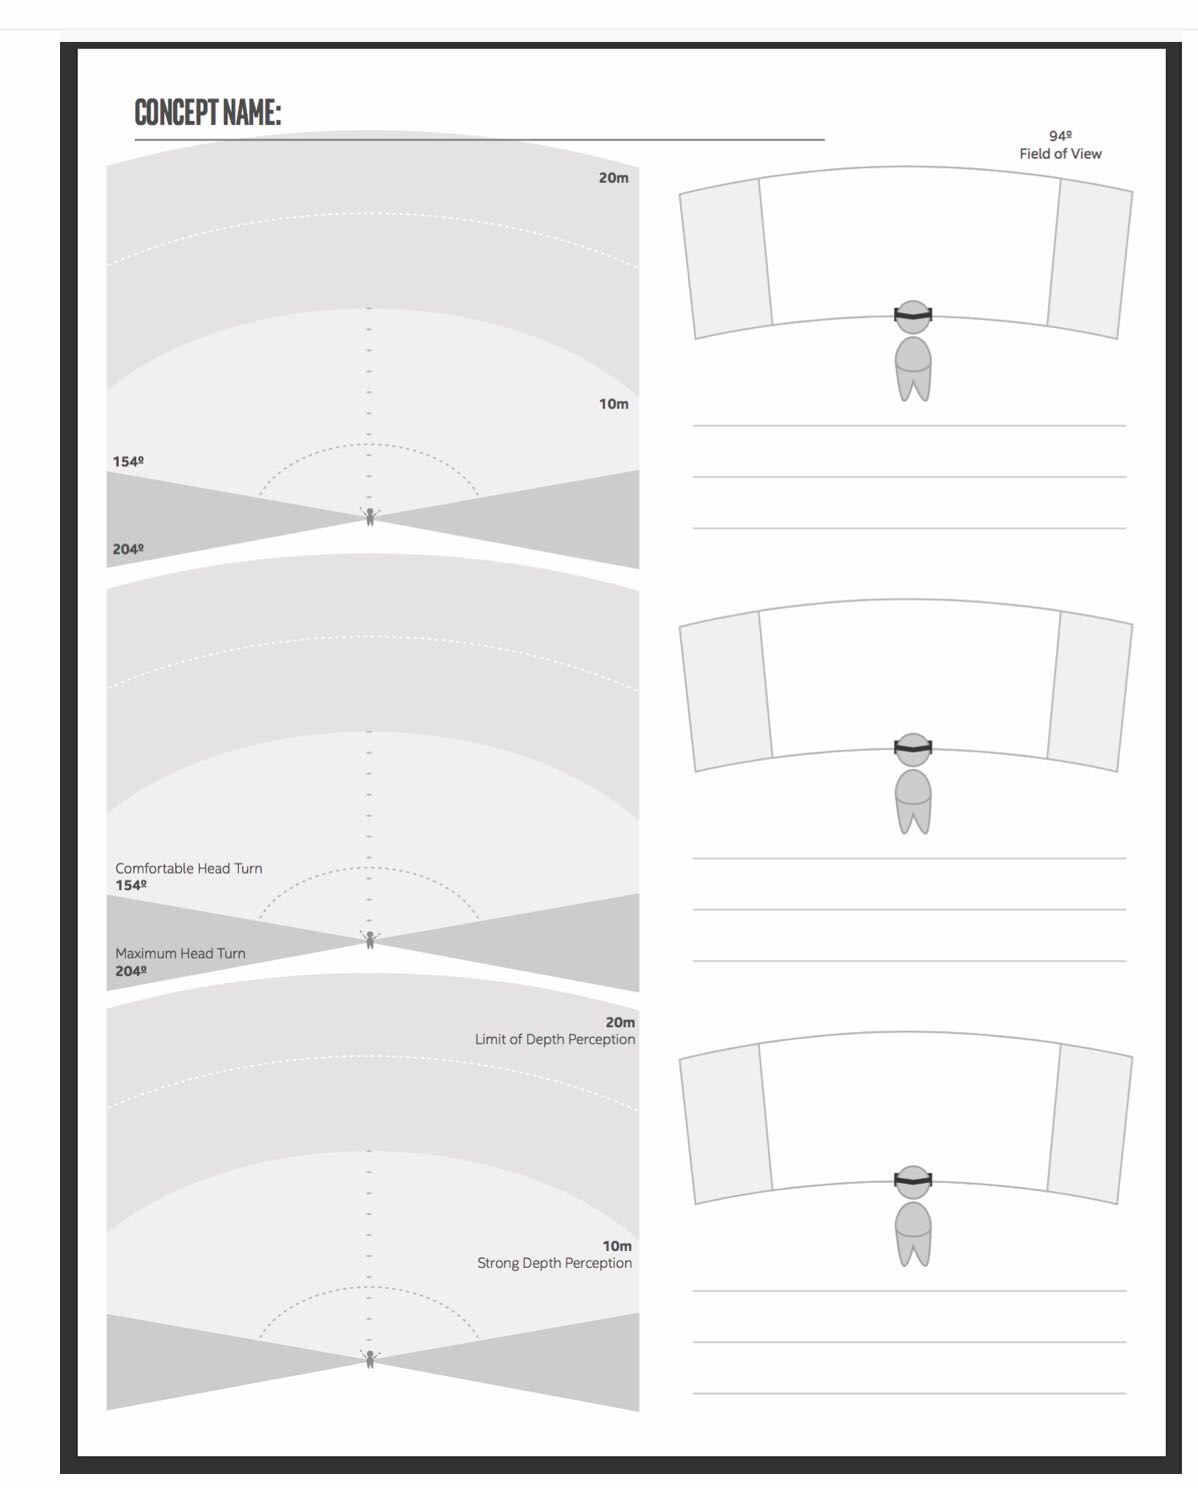 CONCEPT NAME:
94º
Field of View
20m
10m
154º
204º
Comfortable Head Turn
154º
Maximum Head Turn
204º
20m
Limit of Depth Perception
10m
Strong Depth Perception